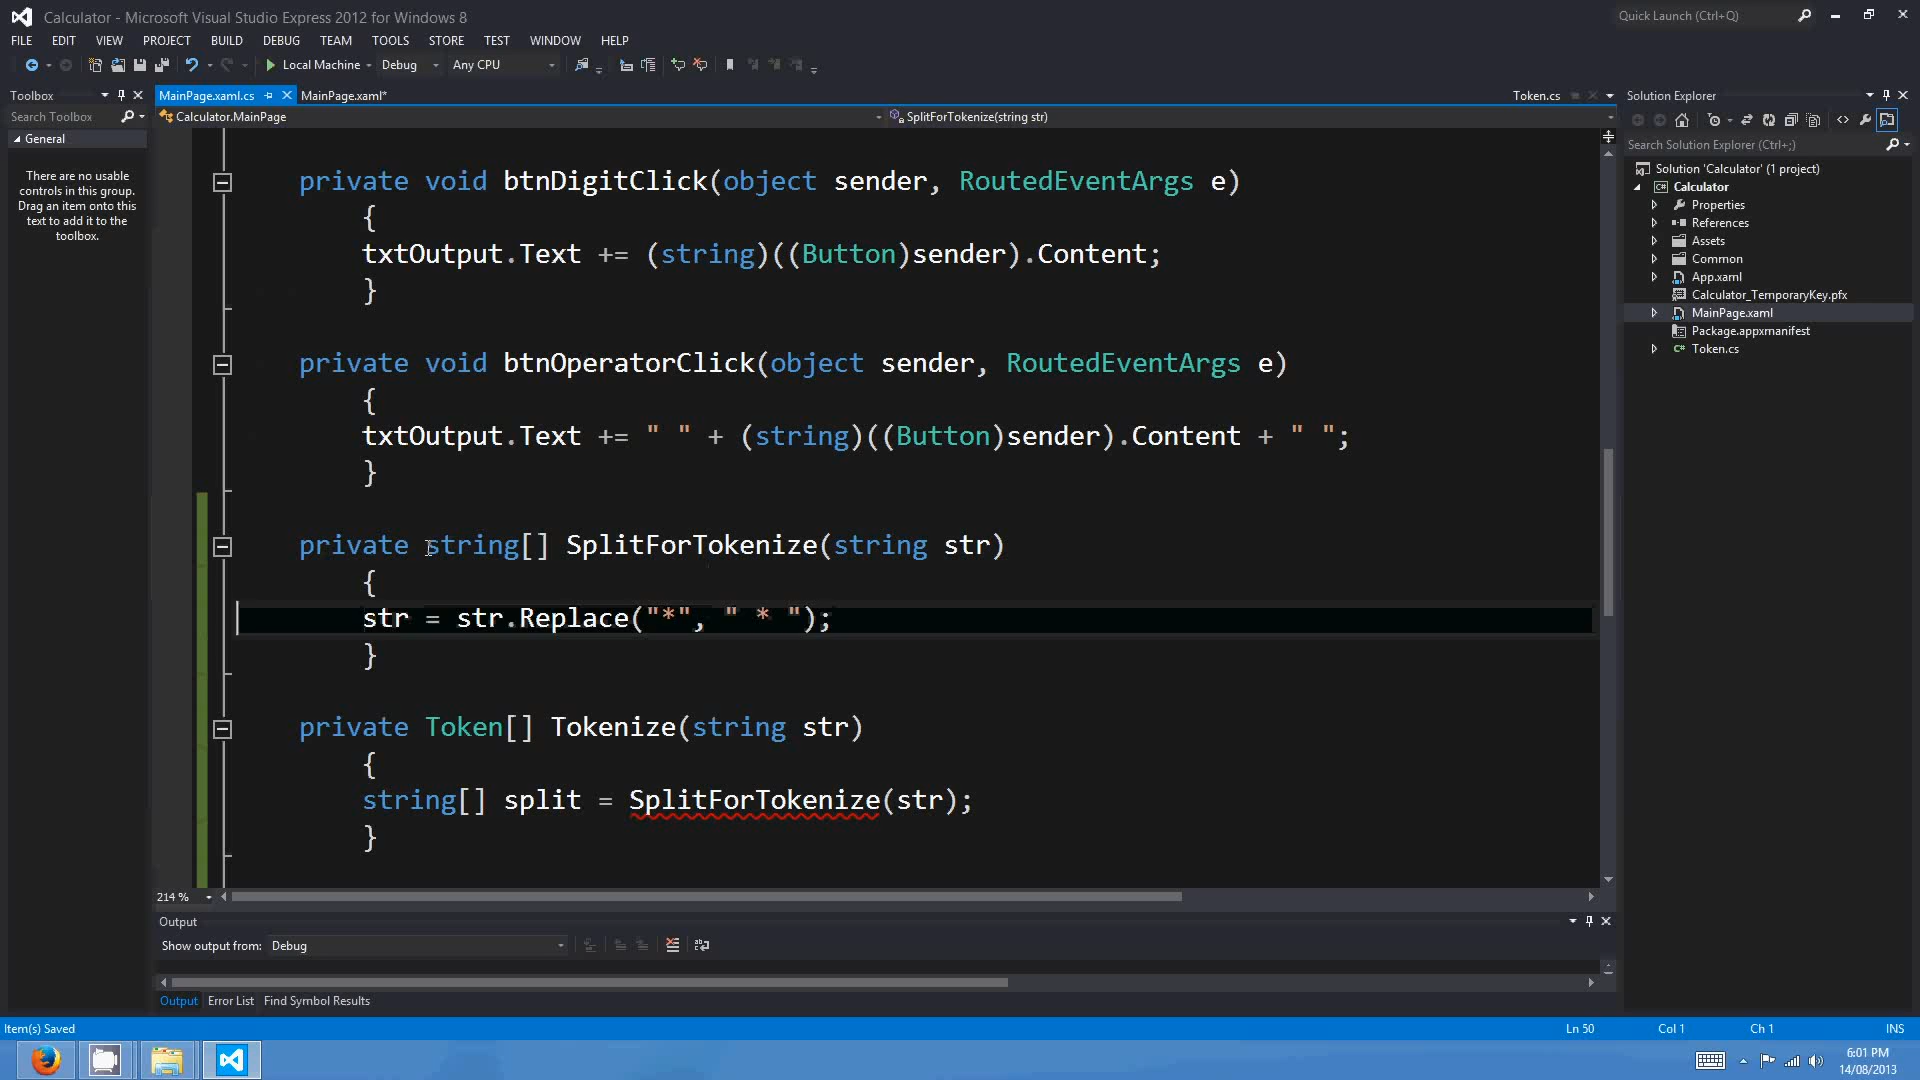 Calculator - Microsoft Visual Studio Express 2012 for Windows 8
Quick Launch (Ctrl+Q)
FILE EDIT VIEW PROJECT BUILD DEBUG TEAM TOOLS STORE TEST WINDOW HELP
Local Machine Debug Any CPU
Toolbox
MainPage.xaml.cs MainPage.xaml* Token.cs
Solution Explorer
Search Toolbox
Calculator.MainPage SplitForTokenize(string str)
General
Search Solution Explorer (Ctrl+;)
There are no usable
controls in this group.
Drag an item onto this
text to add it to the
toolbox.
Solution 'Calculator' (1 project)
Calculator
Properties
References
Assets
Common
App.xaml
Calculator_TemporaryKey.pfx
MainPage.xaml
Package.appxmanifest
Token.cs
private void btnDigitClick(object sender, RoutedEventArgs e)
{
txtOutput.Text += (string)((Button)sender).Content;
}
private void btnOperatorClick(object sender, RoutedEventArgs e)
{
txtOutput.Text += " " + (string)((Button)sender).Content + " ";
}
private string[] SplitForTokenize(string str)
{
str = str.Replace("*", " * ");
}
private Token[] Tokenize(string str)
{
string[] split = SplitForTokenize(str);
}
214 %
Output
Show output from: Debug
Output Error List Find Symbol Results
Item(s) Saved
Ln 50 Col 1 Ch 1 INS
6:01 PM
14/08/2013